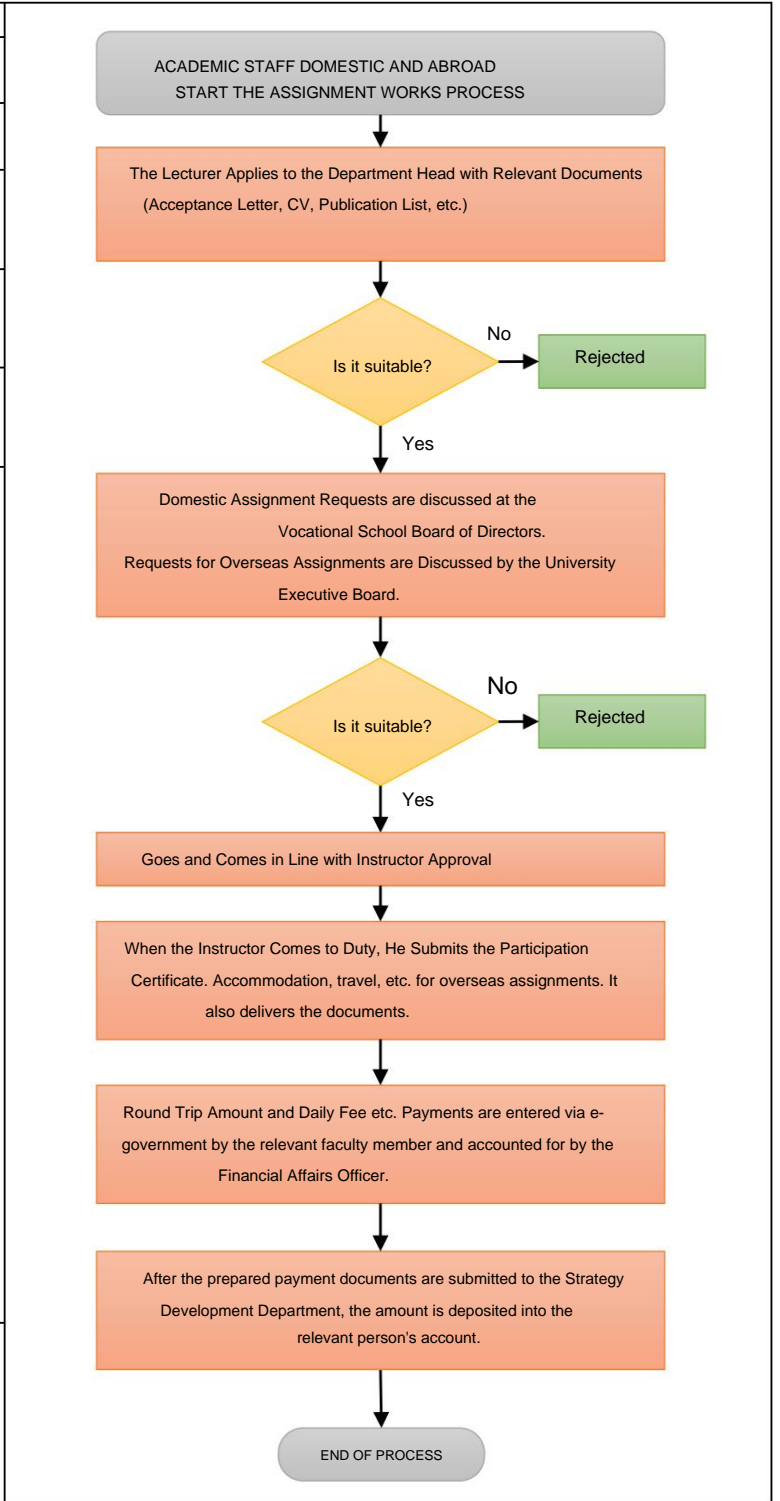 ACADEMIC STAFF DOMESTIC AND ABROAD
START THE ASSIGNMENT WORKS PROCESS
The Lecturer Applies to the Department Head with Relevant Documents
(Acceptance Letter, CV, Publication List, etc.)
Is it suitable?
No
Rejected
Yes
Domestic Assignment Requests are discussed at the
Vocational School Board of Directors.
Requests for Overseas Assignments are Discussed by the University
Executive Board.
Is it suitable?
No
Rejected
Yes
Goes and Comes in Line with Instructor Approval
When the Instructor Comes to Duty, He Submits the Participation
Certificate. Accommodation, travel, etc. for overseas assignments. It
also delivers the documents.
Round Trip Amount and Daily Fee etc. Payments are entered via e-
government by the relevant faculty member and accounted for by the
Financial Affairs Officer.
After the prepared payment documents are submitted to the Strategy
Development Department, the amount is deposited into the
relevant person's account.
END OF PROCESS